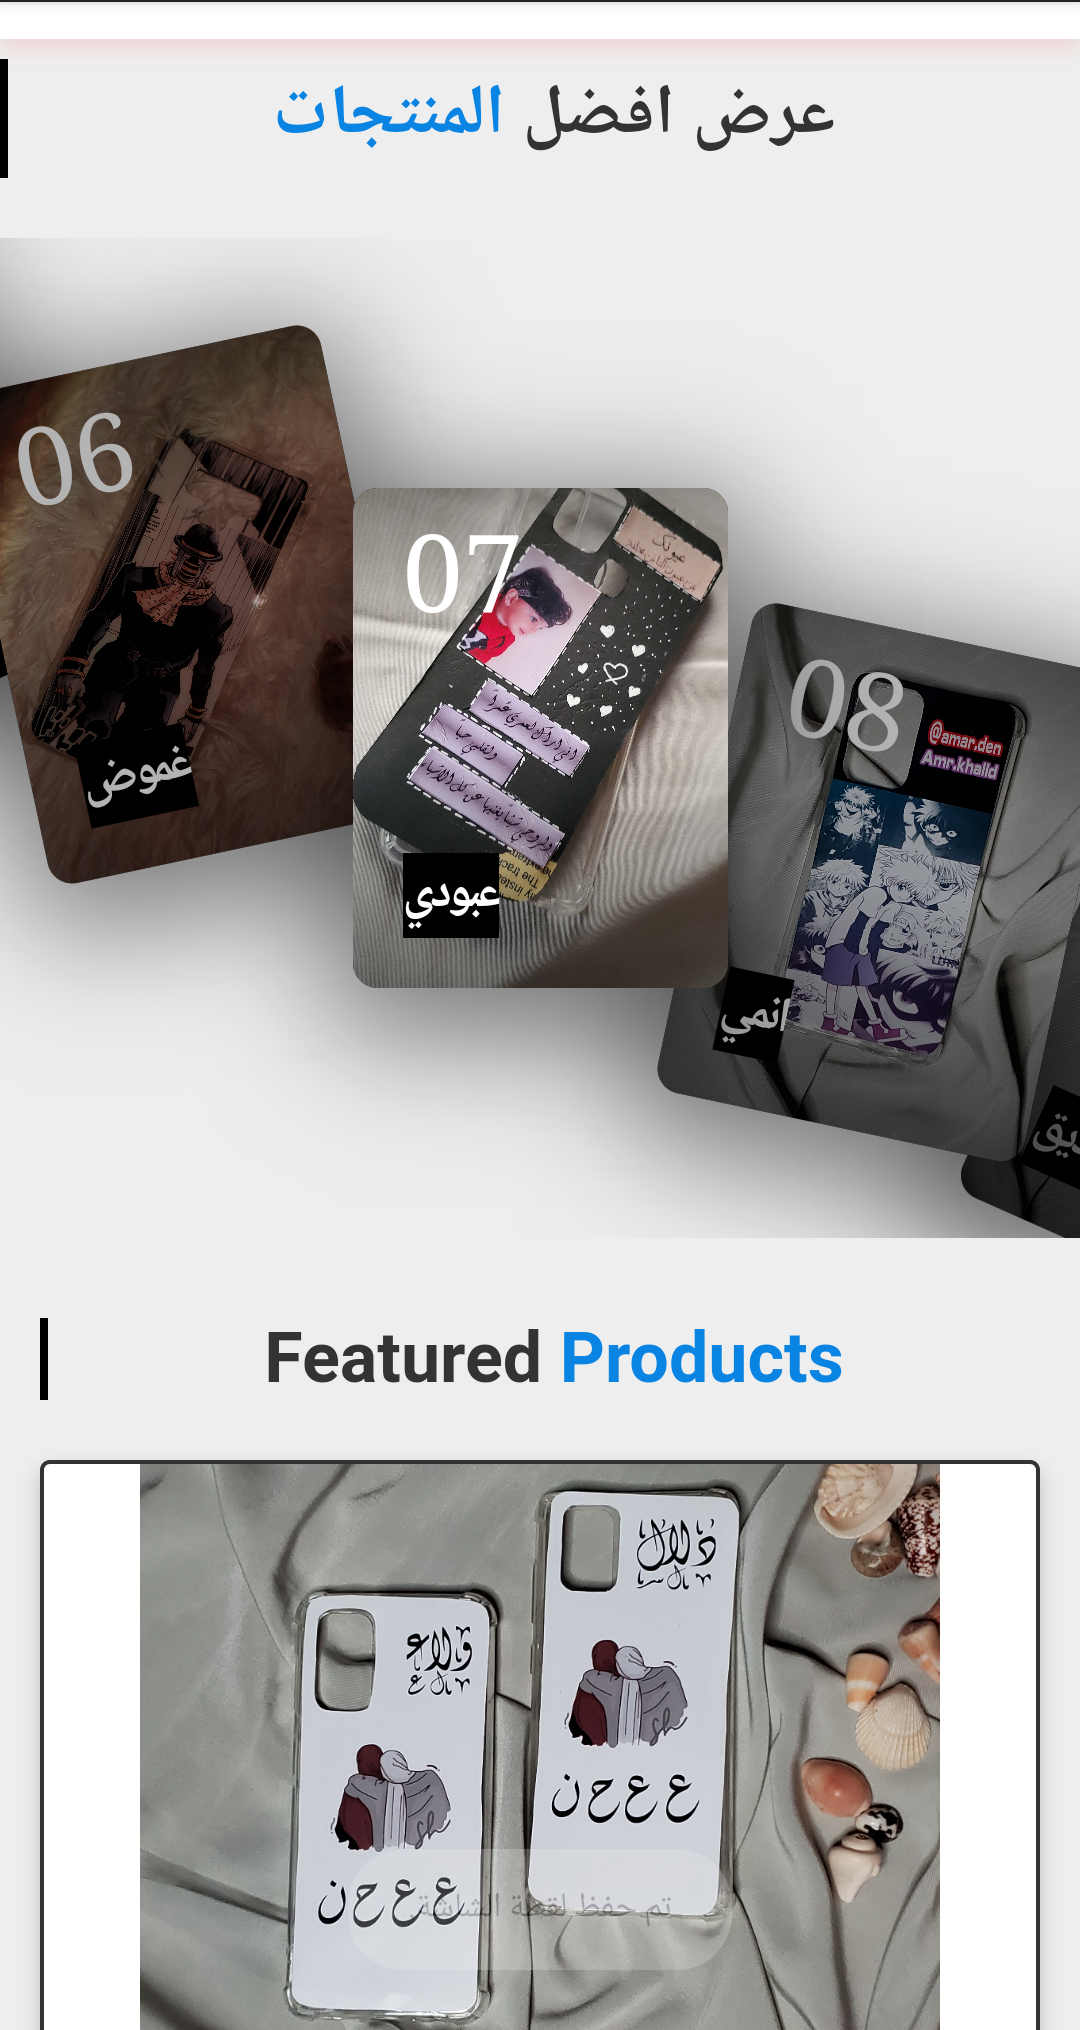 عرض افضل المنتجات
06
غموض
07
عبودي
08
@amar.den
Amr.khalid
انمي
Featured Products
دلال
ولاء
ع ع ح ن
ع ع ح ن
تم حفظ لقطة الشاشة.